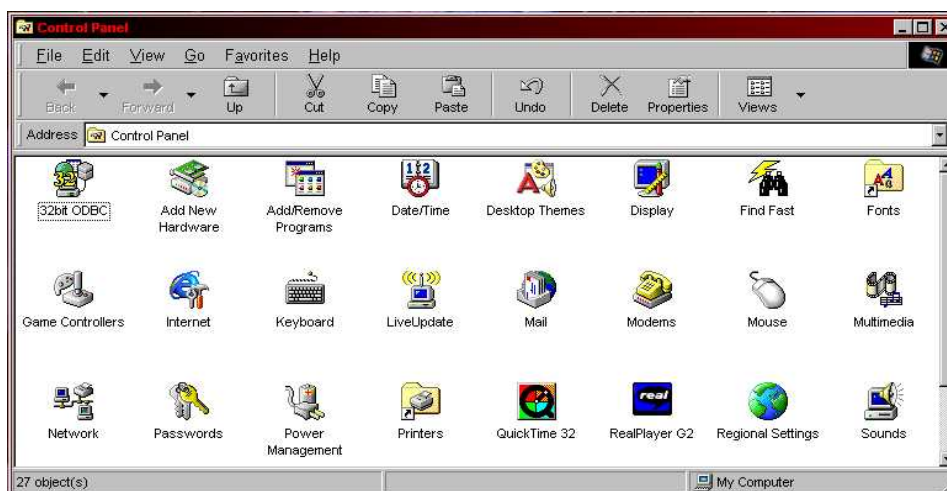 Control Panel
File Edit View Go Favorites Help
Back Forward Up Cut Copy Paste Undo Delete Properties Views
Address Control Panel
32bit ODBC
Add New
Hardware
Add/Remove
Programs
Date/Time
Desktop Themes
Display
Find Fast
Fonts
Game Controllers
Internet
Keyboard
LiveUpdate
Mail
Modems
Mouse
Multimedia
Network
Passwords
Power
Management
Printers
QuickTime 32
real
RealPlayer G2
Regional Settings
Sounds
27 object(s)
My Computer